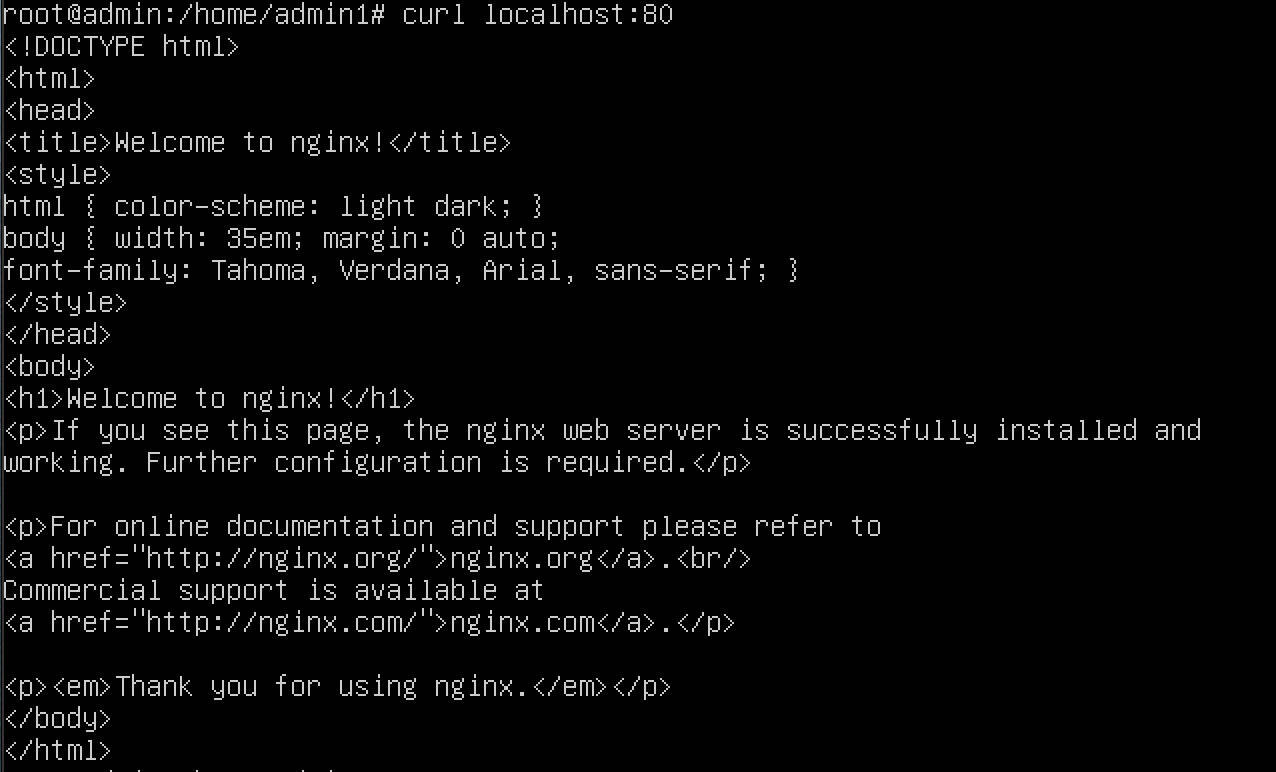 root@admin:/home/admin1# curl localhost:80
<!DOCTYPE html>
<html>
<head>
<title>Welcome to nginx!</title>
<style>
html { color-scheme: light dark; }
body { width: 35em; margin: 0 auto;
font-family: Tahoma, Verdana, Arial, sans-serif; }
</style>
</head>
<body>
<h1>Welcome to nginx!</h1>
<p>If you see this page, the nginx web server is successfully installed and
working. Further configuration is required.</p>

<p>For online documentation and support please refer to
<a href="http://nginx.org/">nginx.org</a>.<br/>
Commercial support is available at
<a href="http://nginx.com/">nginx.com</a>.</p>

<p><em>Thank you for using nginx.</em></p>
</body>
</html>